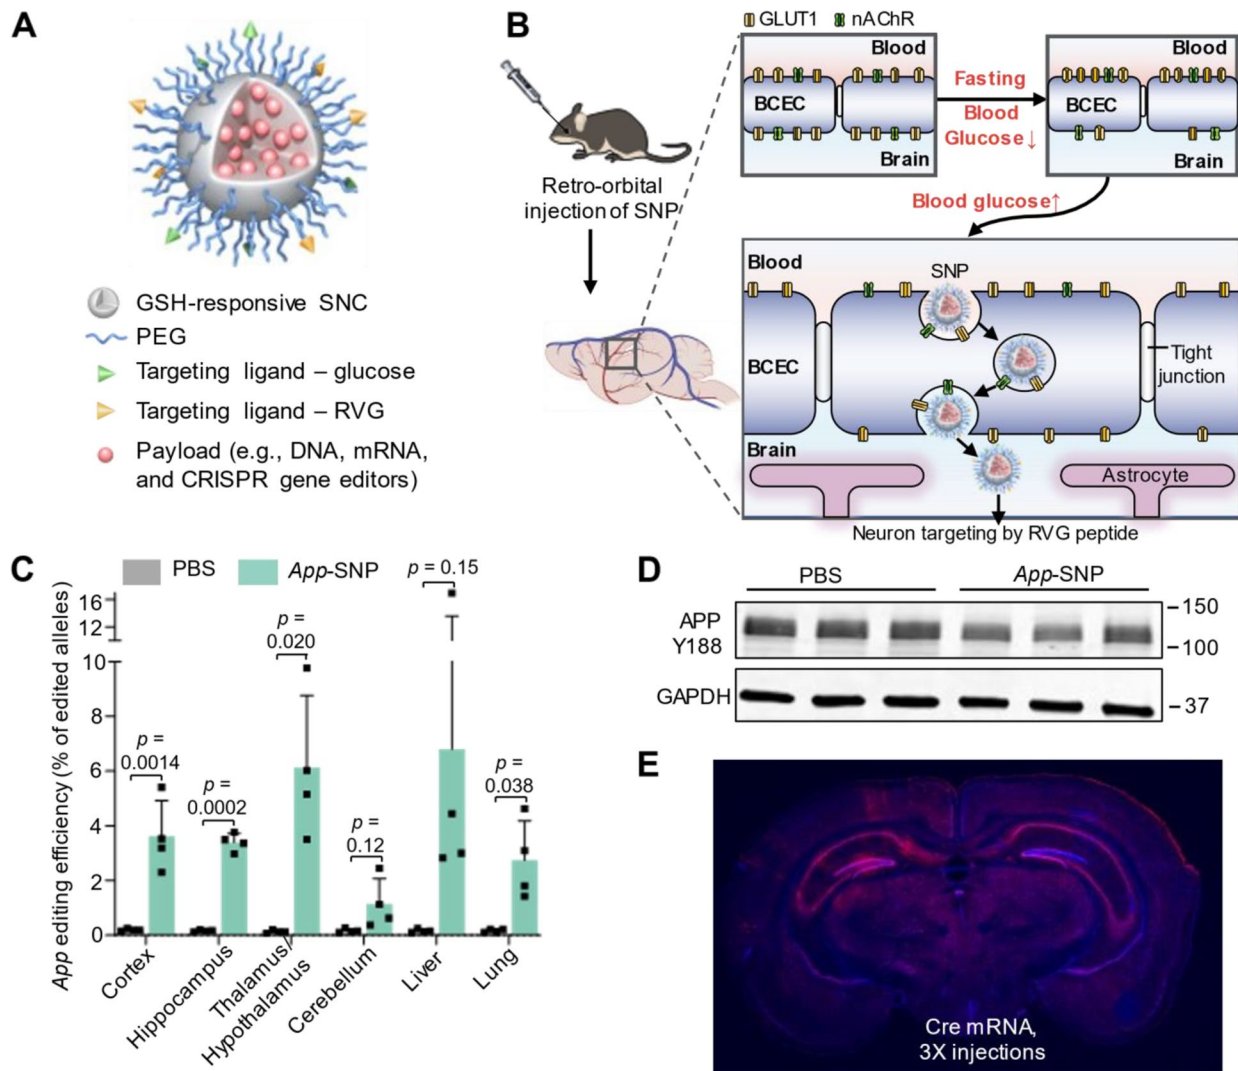 A
GSH-responsive SNC
PEG
Targeting ligand – glucose
Targeting ligand – RVG
Payload (e.g., DNA, mRNA,
and CRISPR gene editors)
B
GLUT1 nAChR
Retro-orbital
injection of SNP
Blood
BCEC
Brain
Fasting
Blood
Glucose↓
Blood
BCEC
Brain
Blood glucose↑
Blood
SNP
BCEC
Tight
junction
Brain
Astrocyte
Neuron targeting by RVG peptide
C
PBS App-SNP
App editing efficiency (% of edited alleles)
16
12
10
8
6
4
2
0
p =
0.0014
p =
0.0002
p =
0.020
p =
0.12
p = 0.15
p =
0.038
Cortex
Hippocampus
Thalamus/
Hypothalamus
Cerebellum
Liver
Lung
D
PBS App-SNP
APP
Y188
150
100
GAPDH
37
E
Cre mRNA,
3X injections